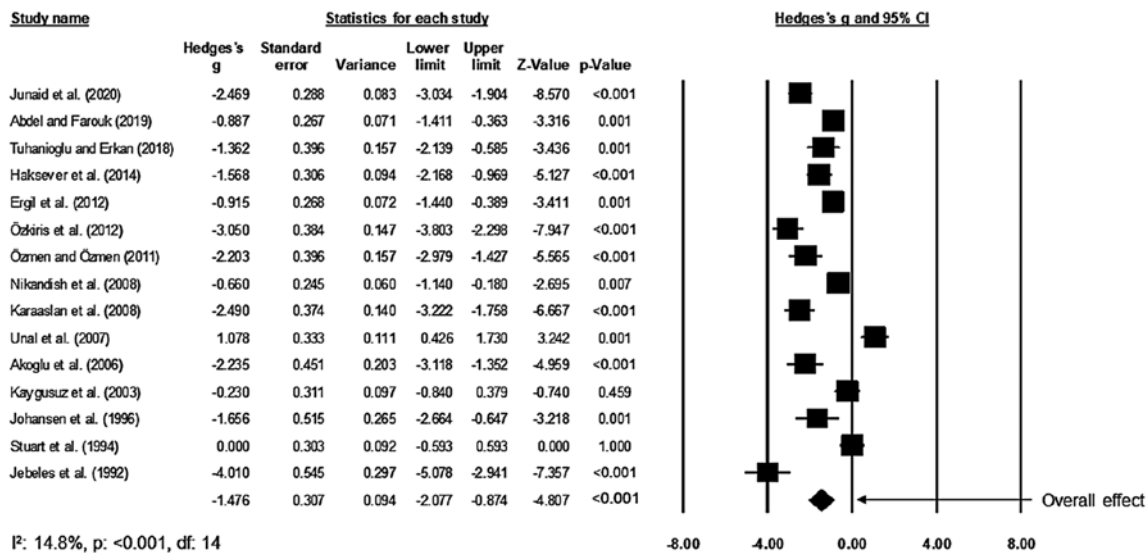 Study name Statistics for each study Hedges's g and 95% CI
Hedges's g Standard error Variance Lower limit Upper limit Z-Value p-Value
Junaid et al. (2020) -2.469 0.288 0.083 -3.034 -1.904 -8.570 <0.001
Abdel and Farouk (2019) -0.887 0.267 0.071 -1.411 -0.363 -3.316 0.001
Tuhanioglu and Erkan (2018) -1.362 0.396 0.157 -2.139 -0.585 -3.436 0.001
Haksever et al. (2014) -1.568 0.306 0.094 -2.168 -0.969 -5.127 <0.001
Ergil et al. (2012) -0.915 0.268 0.072 -1.440 -0.389 -3.411 0.001
Özkiris et al. (2012) -3.050 0.384 0.147 -3.803 -2.298 -7.947 <0.001
Özmen and Özmen (2011) -2.203 0.396 0.157 -2.979 -1.427 -5.565 <0.001
Nikandish et al. (2008) -0.660 0.245 0.060 -1.140 -0.180 -2.695 0.007
Karaaslan et al. (2008) -2.490 0.374 0.140 -3.222 -1.758 -6.667 <0.001
Unal et al. (2007) 1.078 0.333 0.111 0.426 1.730 3.242 0.001
Akoglu et al. (2006) -2.235 0.451 0.203 -3.118 -1.352 -4.959 <0.001
Kaygusuz et al. (2003) -0.230 0.311 0.097 -0.840 0.379 -0.740 0.459
Johansen et al. (1996) -1.656 0.515 0.265 -2.664 -0.647 -3.218 0.001
Stuart et al. (1994) 0.000 0.303 0.092 -0.593 0.593 0.000 1.000
Jebeles et al. (1992) -4.010 0.545 0.297 -5.078 -2.941 -7.357 <0.001
-1.476 0.307 0.094 -2.077 -0.874 -4.807 <0.001 Overall effect
I²: 14.8%, p: <0.001, df: 14 -8.00 -4.00 0.00 4.00 8.00